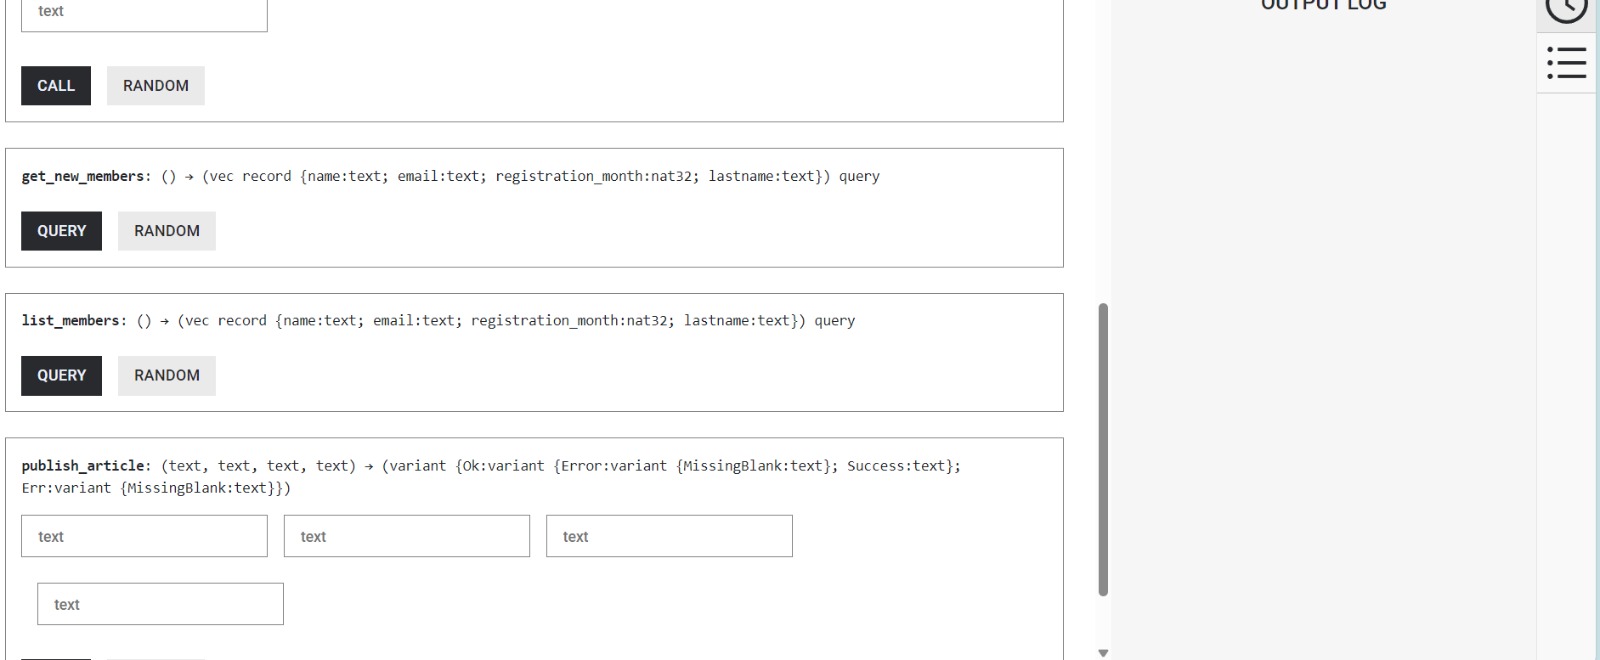 text
OUTPUT LOG
CALL RANDOM
get_new_members: () → (vec record {name:text; email:text; registration_month:nat32; lastname:text}) query
QUERY RANDOM
list_members: () → (vec record {name:text; email:text; registration_month:nat32; lastname:text}) query
QUERY RANDOM
publish_article: (text, text, text, text) → (variant {Ok:variant {Error:variant {MissingBlank:text}; Success:text};
Err:variant {MissingBlank:text}})
text text text
text